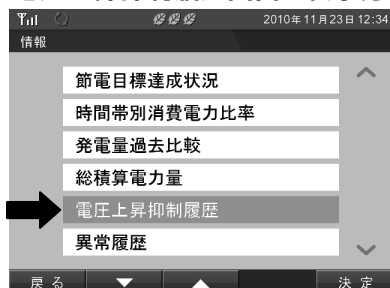 2010年11月23日 12:34
情報
節電目標達成状況
時間帯別消費電力比率
発電量過去比較
総積算電力量
電圧上昇抑制履歴
異常履歴
戻る
決定